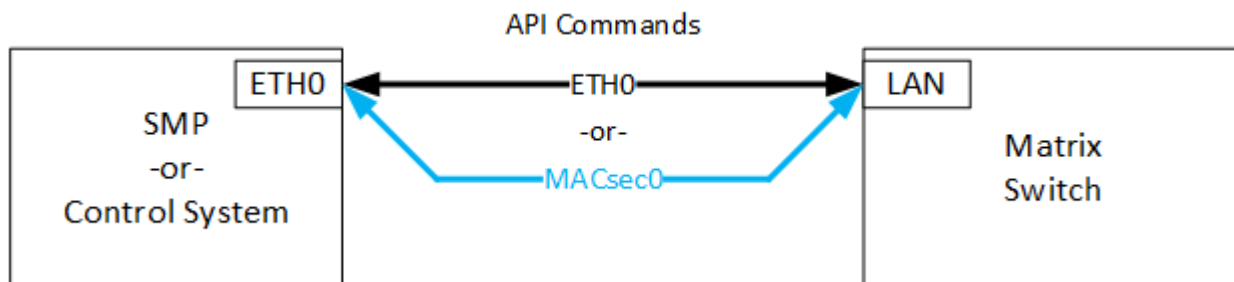 API Commands
ETH0
ETH0
LAN
SMP
-or-
Control System
-or-
MACsec0
Matrix
Switch